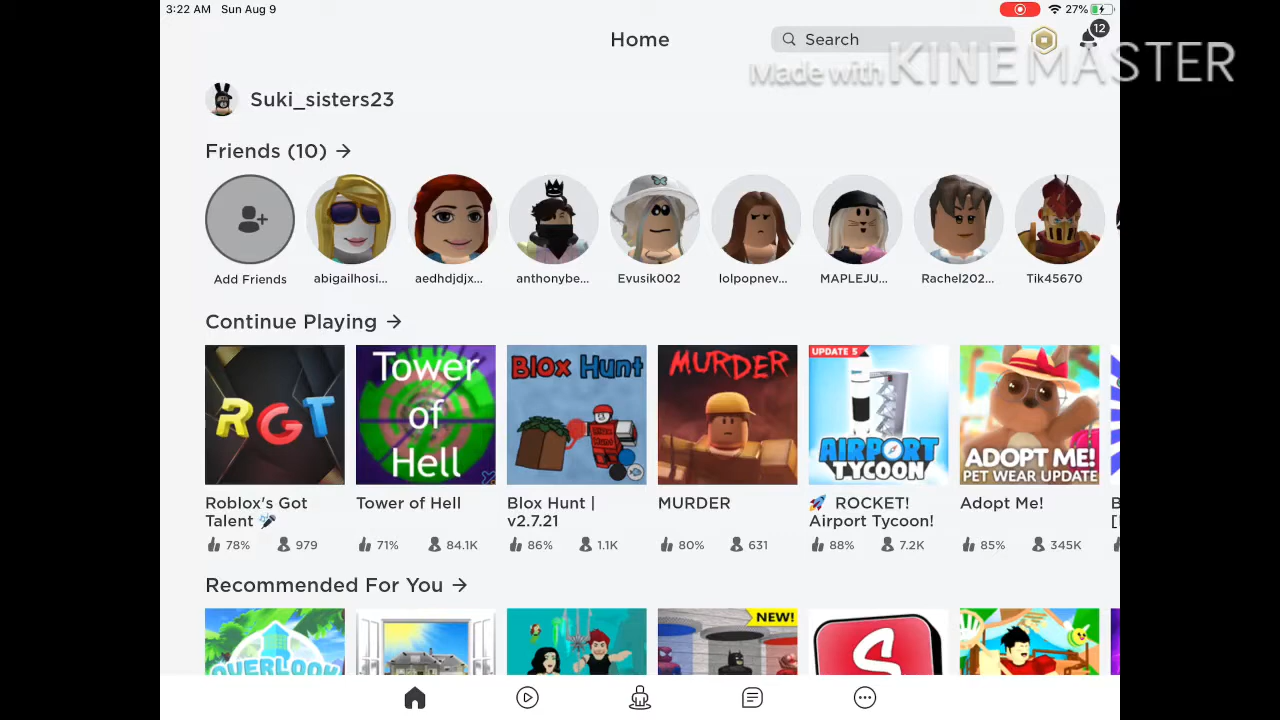 3:22 AM Sun Aug 9
27%
12
Home
Search
Made with KINEMASTER
Suki_sisters23
Friends (10)
Add Friends
abigailhosi...
aedhdjdjx...
anthonybe...
Evusik002
lolpopnev...
MAPLEJU...
Rachel202...
Tik45670
Continue Playing
RGT
Tower
of
Hell
Blox Hunt
MURDER
UPDATE 5
AIRPORT
TYCOON
ADOPT ME!
PET WEAR UPDATE
Roblox's Got
Talent
78% 979
Tower of Hell
71% 84.1K
Blox Hunt |
v2.7.21
86% 1.1K
MURDER
80% 631
ROCKET!
Airport Tycoon!
88% 7.2K
Adopt Me!
85% 345K
Recommended For You
OVERLOOK
NEW!
S